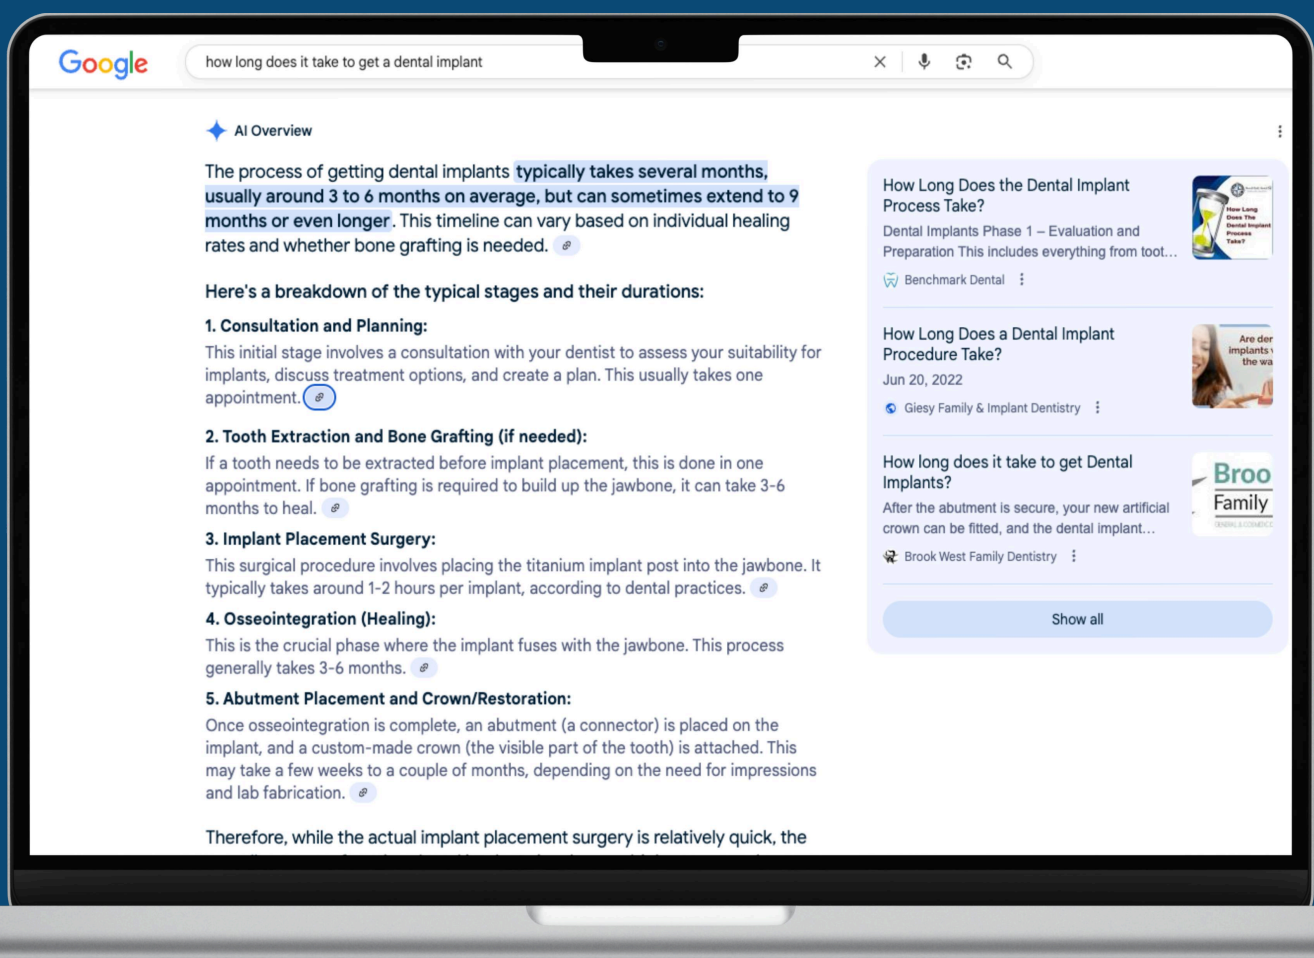 Google
how long does it take to get a dental implant
AI Overview
The process of getting dental implants typically takes several months,
usually around 3 to 6 months on average, but can sometimes extend to 9
months or even longer. This timeline can vary based on individual healing
rates and whether bone grafting is needed.
Here's a breakdown of the typical stages and their durations:
1. Consultation and Planning:
This initial stage involves a consultation with your dentist to assess your suitability for
implants, discuss treatment options, and create a plan. This usually takes one
appointment.
2. Tooth Extraction and Bone Grafting (if needed):
If a tooth needs to be extracted before implant placement, this is done in one
appointment. If bone grafting is required to build up the jawbone, it can take 3-6
months to heal.
3. Implant Placement Surgery:
This surgical procedure involves placing the titanium implant post into the jawbone. It
typically takes around 1-2 hours per implant, according to dental practices.
4. Osseointegration (Healing):
This is the crucial phase where the implant fuses with the jawbone. This process
generally takes 3-6 months.
5. Abutment Placement and Crown/Restoration:
Once osseointegration is complete, an abutment (a connector) is placed on the
implant, and a custom-made crown (the visible part of the tooth) is attached. This
may take a few weeks to a couple of months, depending on the need for impressions
and lab fabrication.
Therefore, while the actual implant placement surgery is relatively quick, the
How Long Does the Dental Implant
Process Take?
Dental Implants Phase 1 – Evaluation and
Preparation This includes everything from toot...
Benchmark Dental
How Long
Does The
Dental Implant
Process
Take?
How Long Does a Dental Implant
Procedure Take?
Jun 20, 2022
Giesy Family & Implant Dentistry
Are der
implants
the wa
How long does it take to get Dental
Implants?
After the abutment is secure, your new artificial
crown can be fitted, and the dental implant...
Brook West Family Dentistry
Broo
Family
Show all